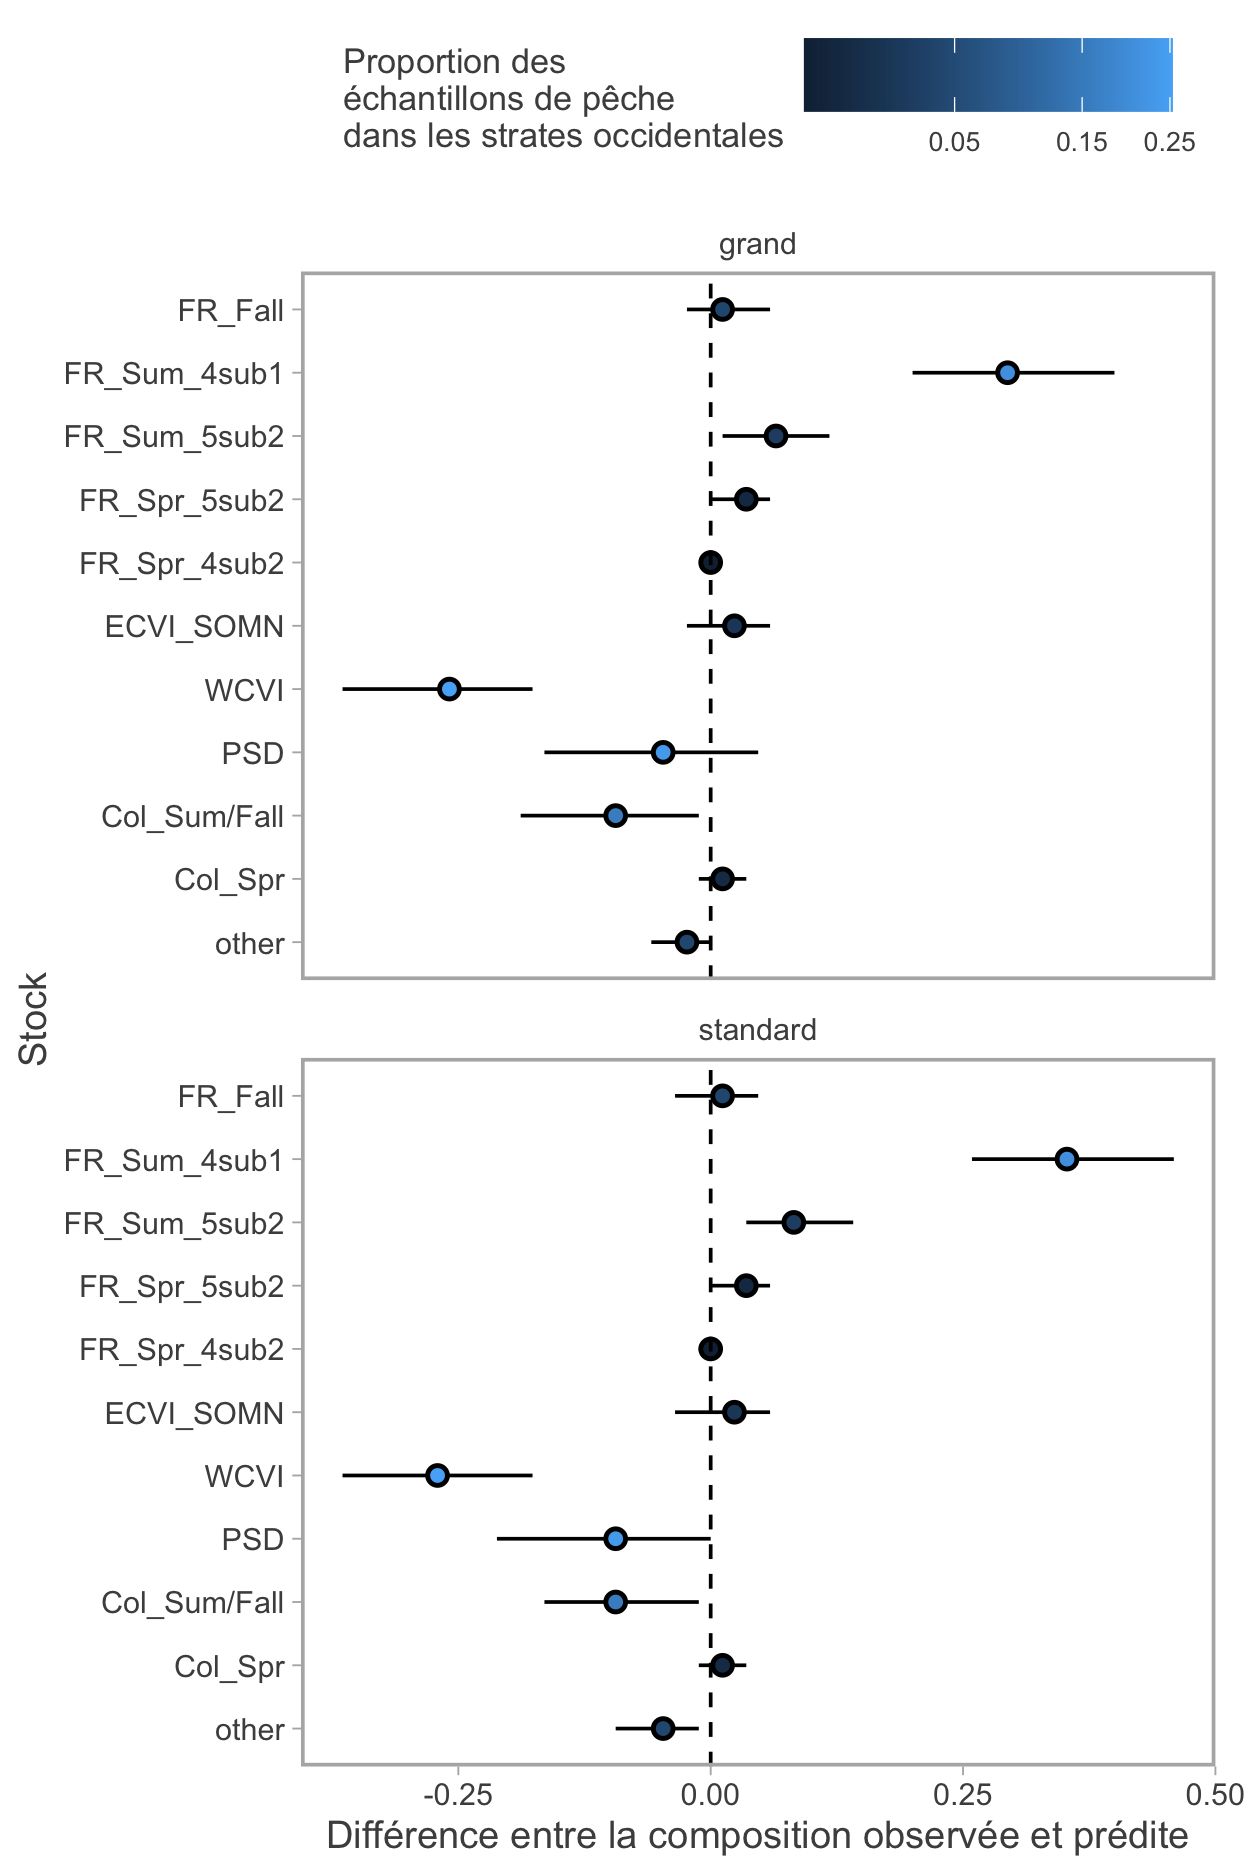 Proportion des
échantillons de pêche
dans les strates occidentales
0.05 0.15 0.25
grand
FR_Fall
FR_Sum_4sub1
FR_Sum_5sub2
FR_Spr_5sub2
FR_Spr_4sub2
ECVI_SOMN
WCVI
PSD
Col_Sum/Fall
Col_Spr
other
Stock
standard
FR_Fall
FR_Sum_4sub1
FR_Sum_5sub2
FR_Spr_5sub2
FR_Spr_4sub2
ECVI_SOMN
WCVI
PSD
Col_Sum/Fall
Col_Spr
other
-0.25 0.00 0.25 0.50
Différence entre la composition observée et prédite